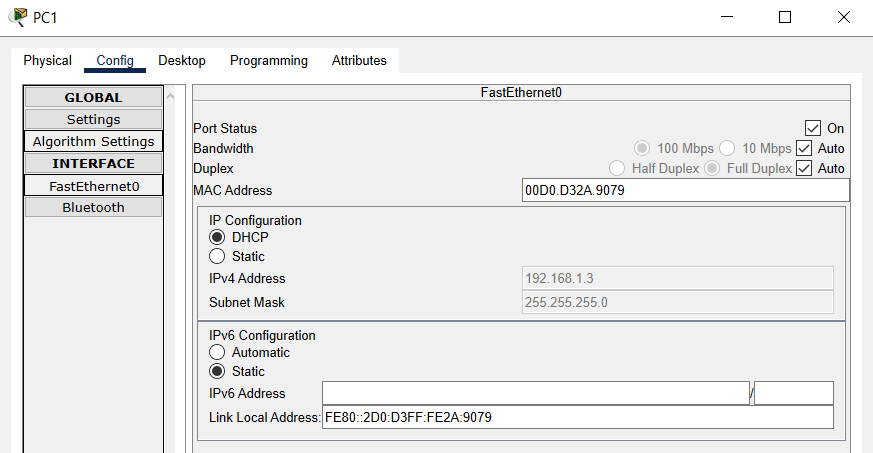 PC1
Physical Config Desktop Programming Attributes
GLOBAL
Settings
Algorithm Settings
INTERFACE
FastEthernet0
Bluetooth
FastEthernet0
Port Status On
Bandwidth 100 Mbps 10 Mbps Auto
Duplex Half Duplex Full Duplex Auto
MAC Address 00D0.D32A.9079
IP Configuration
DHCP
Static
IPv4 Address 192.168.1.3
Subnet Mask 255.255.255.0
IPv6 Configuration
Automatic
Static
IPv6 Address /
Link Local Address: FE80::2D0:D3FF:FE2A:9079